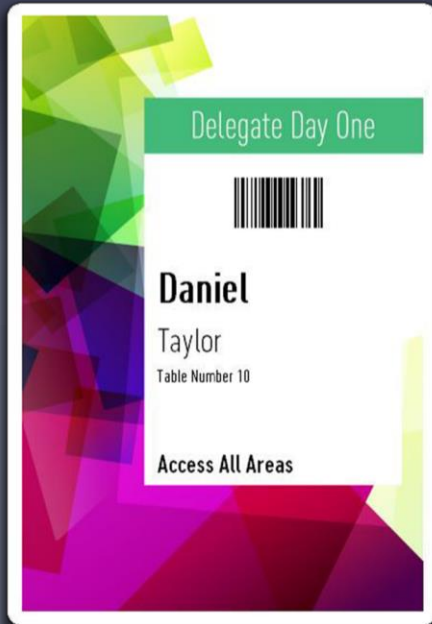 Delegate Day One
Daniel
Taylor
Table Number 10
Access All Areas